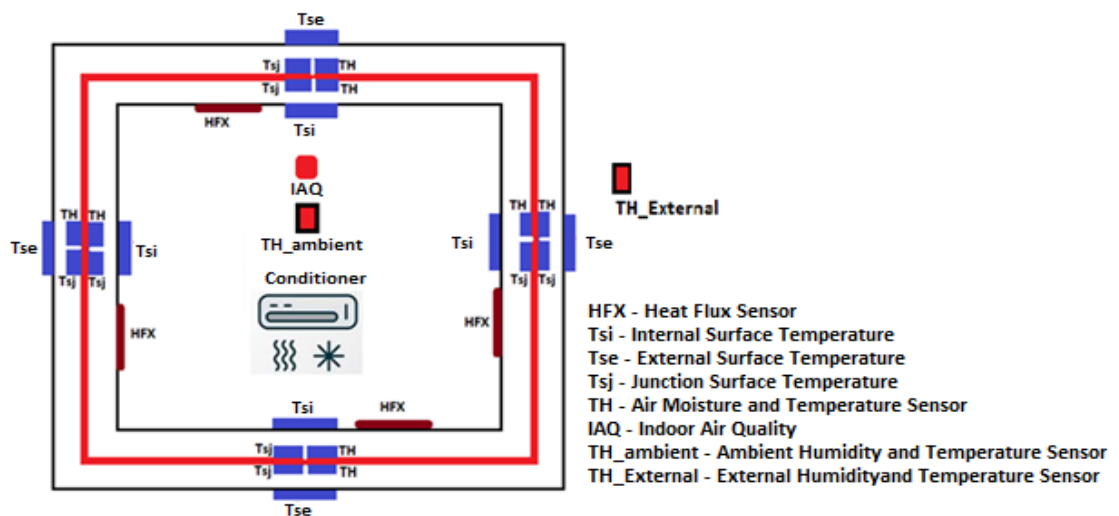 Tse
Tsj TH
Tsj TH
HFX
Tsi
IAQ
TH_ambient
Conditioner
TH_External
TH TH
Tse
Tsi
Tsj Tsj
HFX
TH TH
Tsi
Tse
Tsj Tsj
HFX
Tsi
HFX
Tsj TH
Tsj TH
Tse
HFX - Heat Flux Sensor
Tsi - Internal Surface Temperature
Tse - External Surface Temperature
Tsj - Junction Surface Temperature
TH - Air Moisture and Temperature Sensor
IAQ - Indoor Air Quality
TH_ambient - Ambient Humidity and Temperature Sensor
TH_External - External Humidityand Temperature Sensor